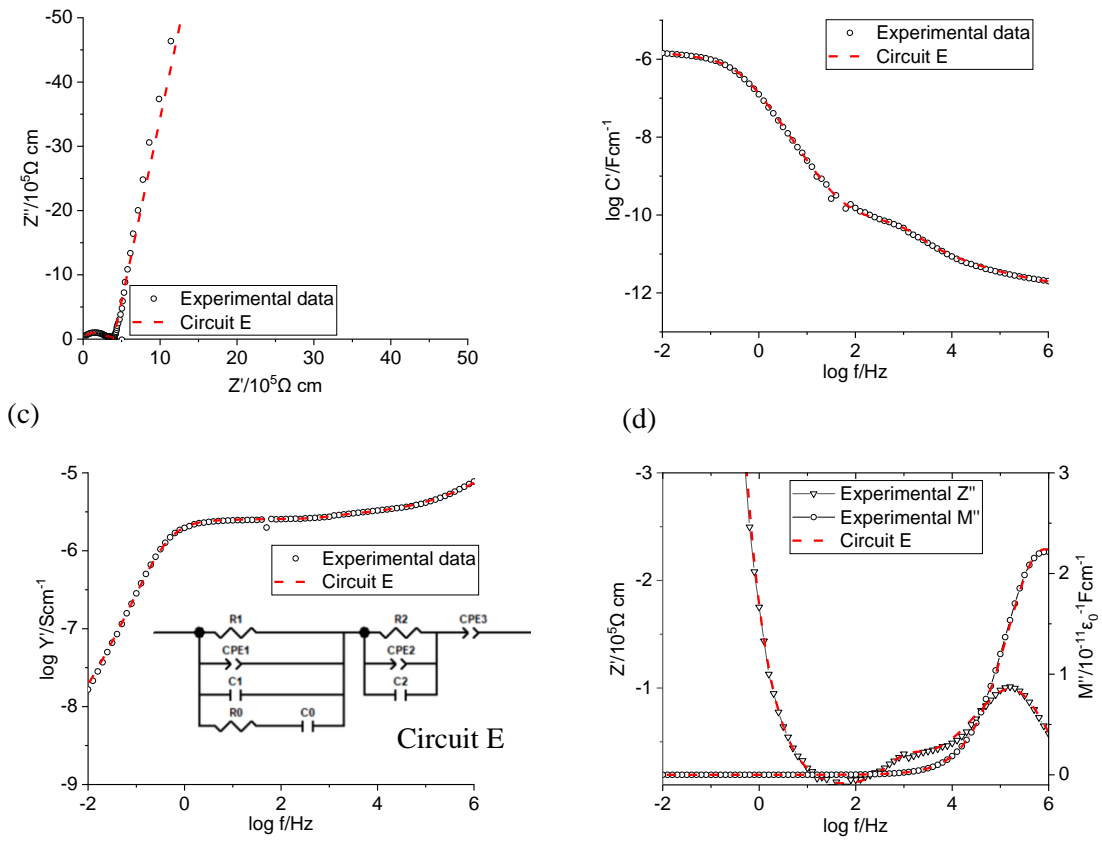 -50
-40
-30
-20
-10
0
Z''/10⁵Ω cm
Experimental data
Circuit E
0 10 20 30 40 50
Z'/10⁵Ω cm
-6
-8
-10
-12
log C'/Fcm⁻¹
Experimental data
Circuit E
-2 0 2 4 6
log f/Hz
(c)
(d)
-5
-6
-7
-8
-9
log Y'/Scm⁻¹
Experimental data
Circuit E
R1
CPE1
C1
R0 C0
R2
CPE2
C2
CPE3
Circuit E
-2 0 2 4 6
log f/Hz
-3
-2
-1
Z'/10⁵Ω cm
Experimental Z''
Experimental M''
Circuit E
3
2
1
0
M''/10⁻¹¹ε₀⁻¹Fcm⁻¹
-2 0 2 4 6
log f/Hz